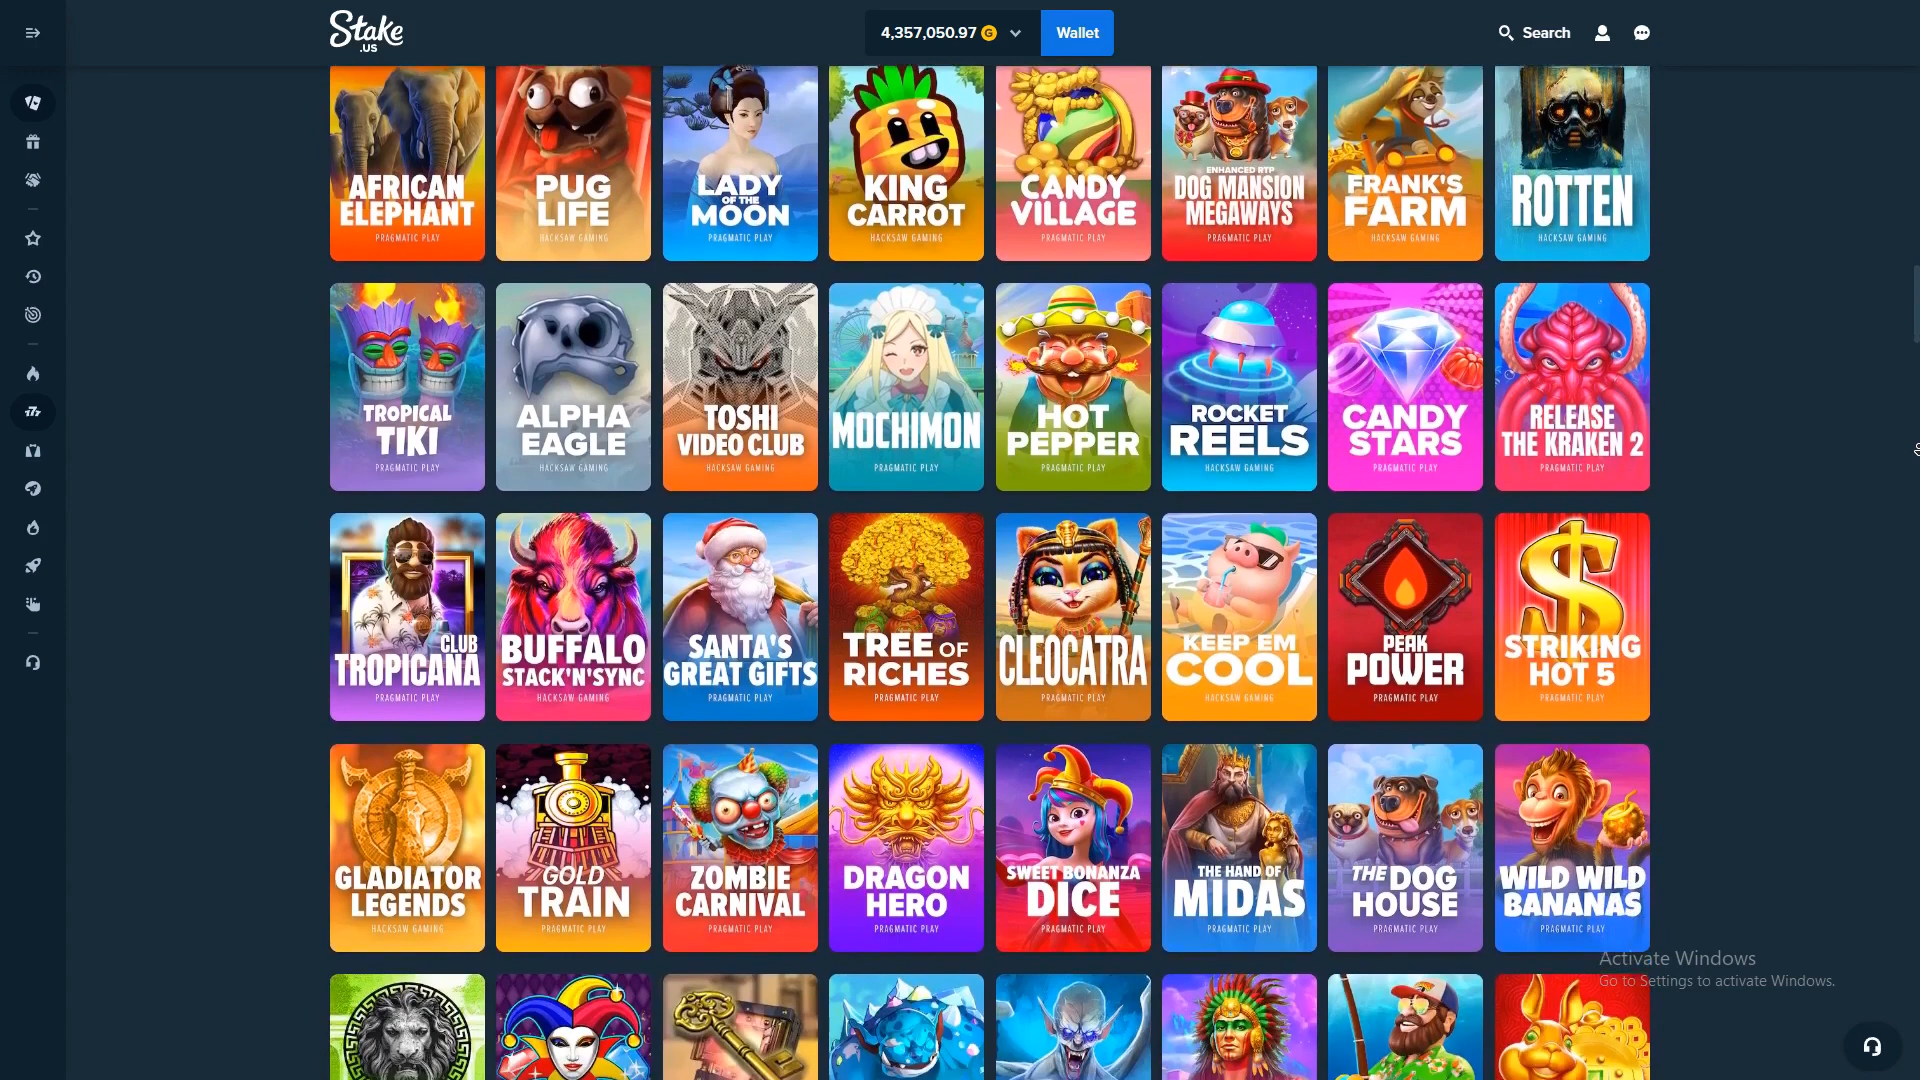 Stake
.US
4,357,050.97 G
Wallet
Search
AFRICAN
ELEPHANT
PRAGMATIC PLAY
PUG
LIFE
HACKSAW GAMING
LADY
OF THE
MOON
PRAGMATIC PLAY
KING
CARROT
HACKSAW GAMING
CANDY
VILLAGE
PRAGMATIC PLAY
ENHANCED RTP
DOG MANSION
MEGAWAYS
PRAGMATIC PLAY
FRANK'S
FARM
HACKSAW GAMING
ROTTEN
HACKSAW GAMING
TROPICAL
TIKI
PRAGMATIC PLAY
ALPHA
EAGLE
HACKSAW GAMING
TOSHI
VIDEO CLUB
HACKSAW GAMING
MOCHIMON
PRAGMATIC PLAY
HOT
PEPPER
PRAGMATIC PLAY
ROCKET
REELS
HACKSAW GAMING
CANDY
STARS
PRAGMATIC PLAY
RELEASE
THE KRAKEN 2
PRAGMATIC PLAY
CLUB
TROPICANA
PRAGMATIC PLAY
BUFFALO
STACK'N'SYNC
HACKSAW GAMING
SANTA'S
GREAT GIFTS
PRAGMATIC PLAY
TREE OF
RICHES
PRAGMATIC PLAY
CLEOCATRA
PRAGMATIC PLAY
KEEP EM
COOL
HACKSAW GAMING
PEAK
POWER
PRAGMATIC PLAY
STRIKING
HOT 5
PRAGMATIC PLAY
GLADIATOR
LEGENDS
HACKSAW GAMING
GOLD
TRAIN
PRAGMATIC PLAY
ZOMBIE
CARNIVAL
PRAGMATIC PLAY
DRAGON
HERO
PRAGMATIC PLAY
SWEET BONANZA
DICE
PRAGMATIC PLAY
THE HAND OF
MIDAS
PRAGMATIC PLAY
THE DOG
HOUSE
PRAGMATIC PLAY
WILD WILD
BANANAS
PRAGMATIC PLAY
Activate Windows
Go to Settings to activate Windows.